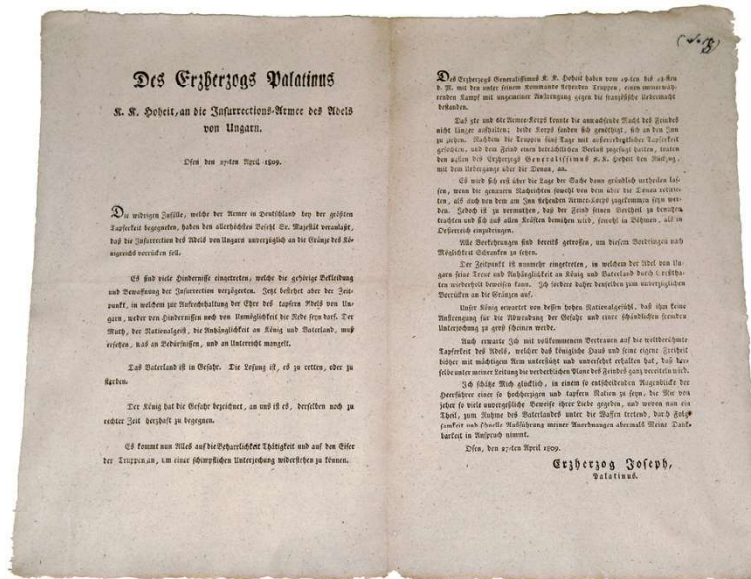 Des Erzherzogs Palatinus
K. K. Hoheit, an die Insurrections-Armee des Adels
von Ungarn.
Ofen den 27ten April 1809.
Die widrigen Zufälle, welche der Armee in Deutschland bey der größten
Tapferkeit begegneten, haben den allerhöchsten Befehl Se. Majestät veranlaßt,
daß die Insurrection des Adels von Ungarn unverzüglich an die Gränze des Kö-
nigreichs vorrücken soll.
Es sind viele Hindernisse eingetreten, welche die gehörige Bekleidung
und Bewaffnung der Insurrection verzögerten. Jetzt bestehet aber der Zeit-
punkt, in welchem zur Aufrechthaltung der Ehre des tapfern Adels von Un-
garn, weder von Hindernissen noch von Unmöglichkeit die Rede seyn darf. Der
Muth, der Nationalgeist, die Anhänglichkeit an König und Vaterland, muß
ersetzen, was an Bedürfnissen, und an Unterricht mangelt.
Das Vaterland ist in Gefahr. Die Losung ist, es zu retten, oder zu
sterben.
Der König hat die Gefahr bezeichnet, an uns ist es, derselben noch zu
rechter Zeit herzhaft zu begegnen.
Es kommt nun Alles auf die Beharrlichkeit Thätigkeit und auf den Eifer
der Truppen an, um einer schimpflichen Unterjochung widerstehen zu können.
Des Erzherzogs Generalissimus K. K. Hoheit haben vom 19-ten bis
d. M. mit den unter seinem Kommando stehenden Truppen, einen immerwäh-
renden Kampf mit ungemeiner Anstrengung gegen die französische Uebermacht
bestanden.
Das 5te und 6te Armee-Korps konnte die anwachsende Macht des Feindes
nicht länger aufhalten; beide Korps fanden sich genöthigt, sich an den Inn
zu ziehen. Nachdem die Truppen fünf Tage mit ausserordentlicher Tapferkeit
gefochten, und dem Feind einen beträchtlichen Verlust zugefügt hatten, traten
den des Erzherzogs Generalissimus K. K. Hoheit den Rückzug,
mit dem Uebergange über die Donau, an.
Es wird sich erst über die Lage der Sache dann gründlich urtheilen las-
sen, wenn die genauern Nachrichten sowohl von dem über die Donau
als auch von dem am Inn stehenden Armee-Korps zugekommen seyn wer-
den. Jedoch ist zu vermuthen, daß der Feind seinen Vortheil zu benutzen
trachten und sich aus allen Kräften bemühen wird, sowohl in Böhmen, als in
Oesterreich einzudringen.
Alle Vorkehrungen sind bereits getroffen, um diesem Vordringen nach
Möglichkeit Schranken zu setzen.
Der Zeitpunkt ist nunmehr eingetreten, in welchem der Adel von Un-
garn seine Treue und Anhänglichkeit an König und Vaterland durch
ten wiederholt beweisen kann. Ich fordere daher denselben zum unverzüglichen
Vorrücken an die Gränzen auf.
Unser König erwartet von dessen hohen Nationalgefühl, daß ihm keine
Anstrengung für die Abwendung der Gefahr und einer schändlichen fremden
Unterjochung zu groß scheinen werde.
Auch erwarte Ich mit vollkommenem Vertrauen auf die weltberühmte
Tapferkeit des Adels, welcher das königliche Haus und seine eigene Freiheit
bisher mit mächtigem Arm unterstützt und unversehrt erhalten hat, daß der-
selbe unter meiner Leitung die verderblichen Plane des Feindes ganz vereiteln wird.
Ich schätze Mich glücklich, in einem so entscheidenden Augenblicke der
Heerführer einer so hochherzigen und tapfern Nation zu seyn, die Mir von
jeher so viele unvergeßliche Beweise ihrer Liebe gegeben, und wovon nun ein
Theil, zum Ruhme des Vaterlandes unter die Waffen tretend, durch Folg-
samkeit und schnelle Ausführung meiner Anordnungen abermals Meine Dank-
barkeit in Anspruch nimmt.
Ofen, den 27ten April 1809.
Erzherzog Joseph,
Palatinus.